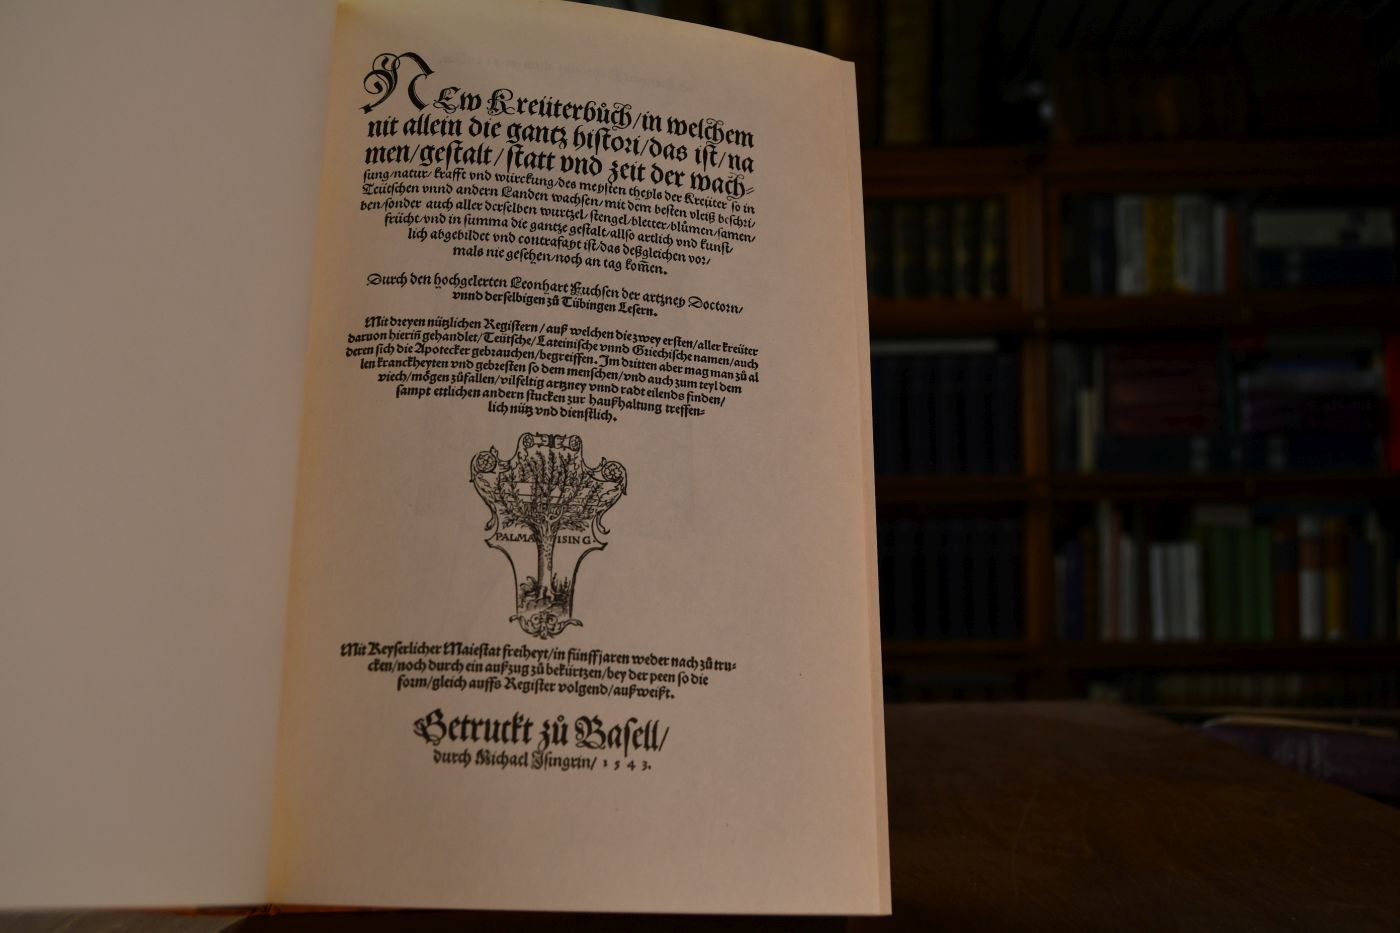 NEw Kreüterbůch/in welchem
nit allein die gantz histori/das ist/na
men/gestalt/statt vnd zeit der wach-
sung/natur/krafft vnd würckung/des meysten theyls der Kreüter so in
Teütschen vnnd andern Landen wachsen/mit dem besten vleiß beschri/
ben/sonder auch aller derselben wurtzel/stengel/bletter/blůmen/samen/
frücht/vnd in summa die gantze gestalt/allso artlich vnd kunst/
lich abgebildet vnd contrafayt ist/das deßgleichen vor/
mals nie gesehen/noch an tag kom̃en.
Durch den hochgelerten Leonhart Fuchsen der artzney Doctorn/
vnnd derselbigen zů Tübingen Lesern.
Mit dreyen nützlichen Registern/auß welchen die zwey ersten/aller kreüter
daruon hierin̄ gehandlet/Teütsche/Lateinische vnnd Griechische namen/auch
deren sich die Apotecker gebrauchen/begreiffen. Im dritten aber mag man zů al
len kranckheyten vnd gebresten so dem menschen/vnd auch zum teyl dem
viech/mögen zůfallen/vilfeltig artzney vnnd radt eilends finden/
sampt ettlichen andern stucken zur haußhaltung treffen-
lich nütz vnd dienstlich.
PALMA ISING.
Mit Keyserlicher Maiestat freiheyt/in fünff jaren weder nach zů tru-
cken/noch durch ein außzug zů bekürtzen/bey der peen so die
form/gleich auffs Register volgend/außweißt.
Getruckt zů Basell/
durch Michael Isingrin/ 1543.